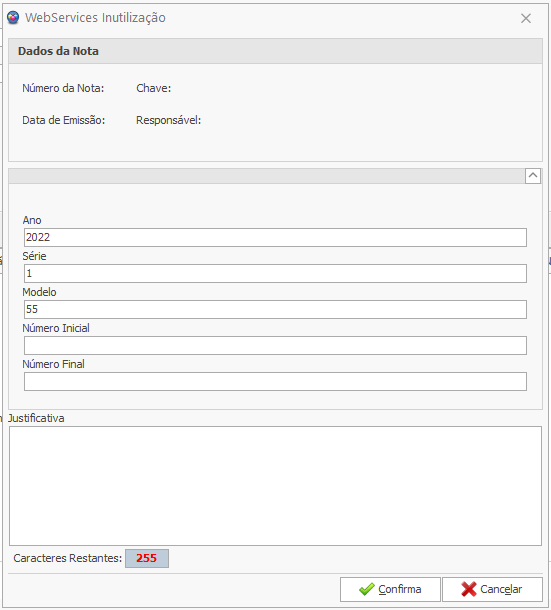 WebServices Inutilização
Dados da Nota
Número da Nota: Chave:
Data de Emissão: Responsável:
Ano
2022
Série
1
Modelo
55
Número Inicial
Número Final
Justificativa
Caracteres Restantes: 255
Confirma Cancelar